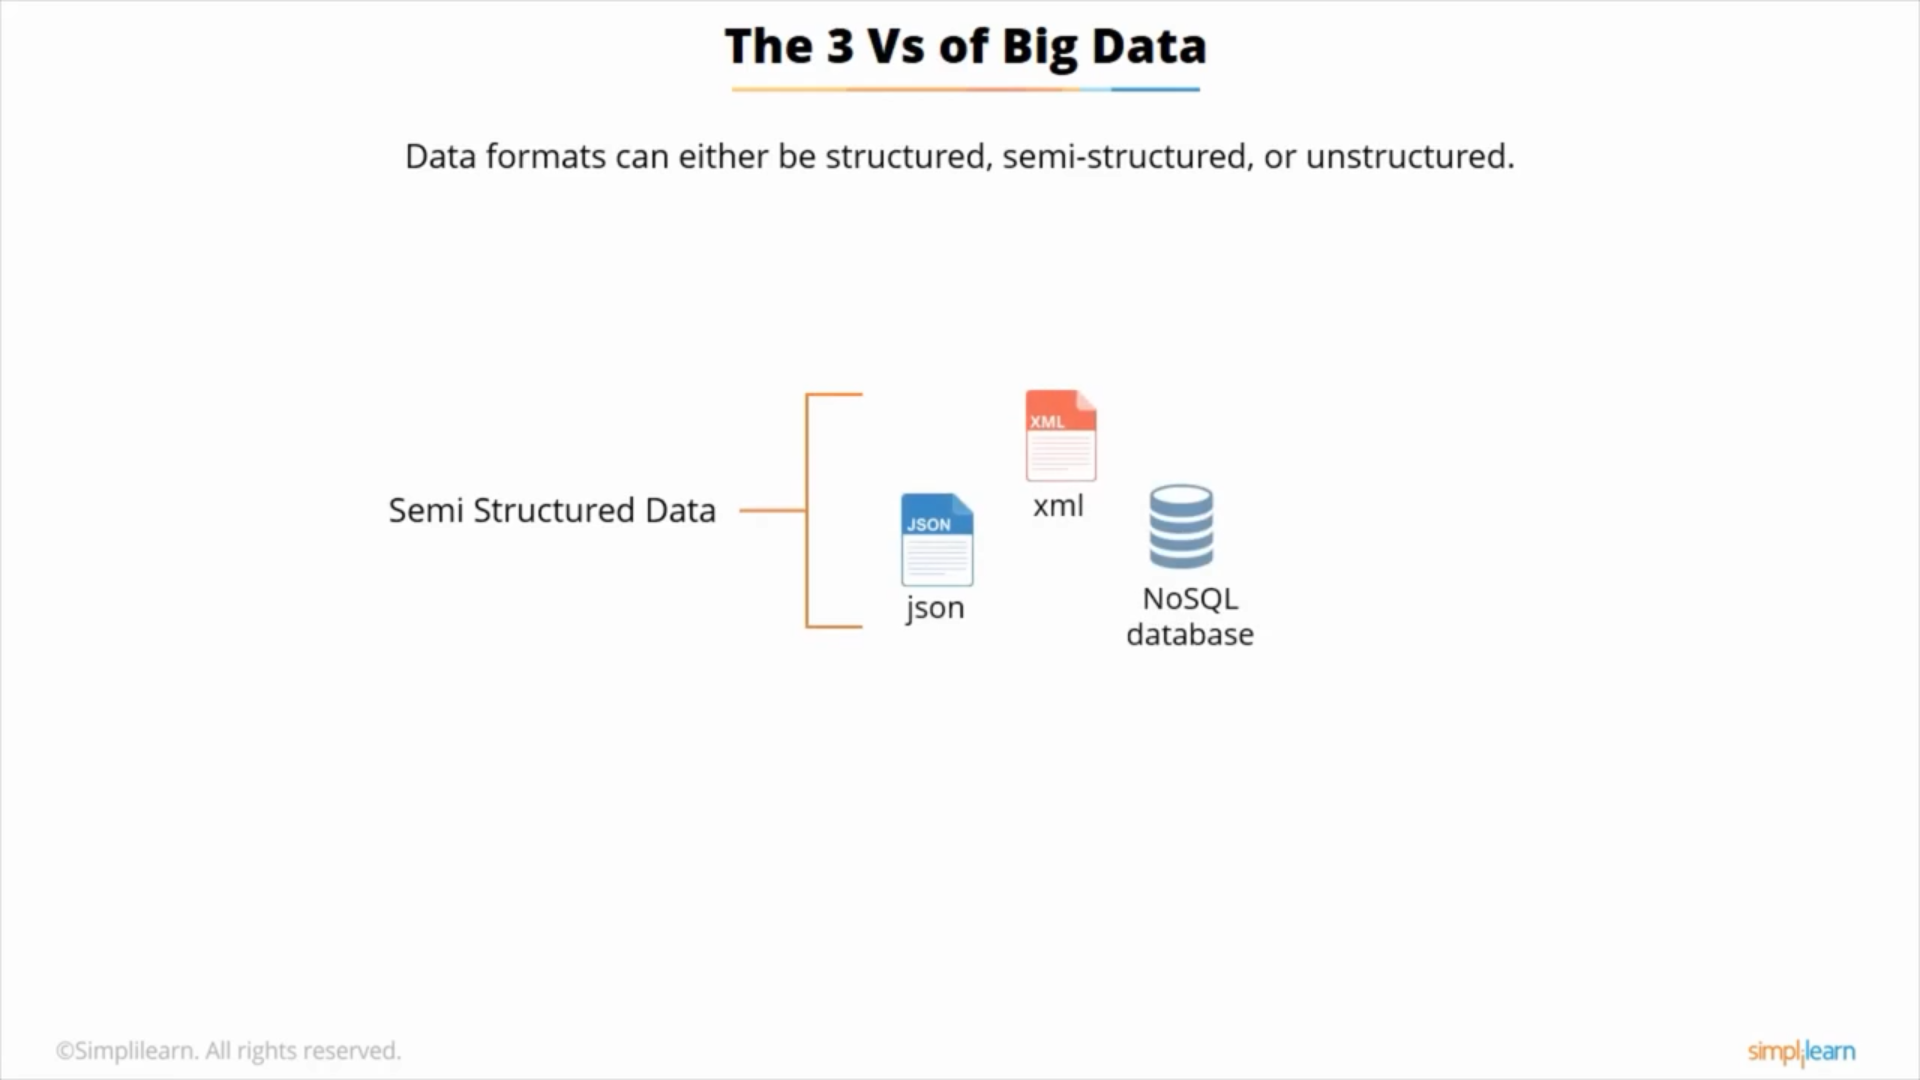 The 3 Vs of Big Data
Data formats can either be structured, semi-structured, or unstructured.
Semi Structured Data
XML
xml
JSON
json
NoSQL
database
©Simplilearn. All rights reserved.
simplilearn